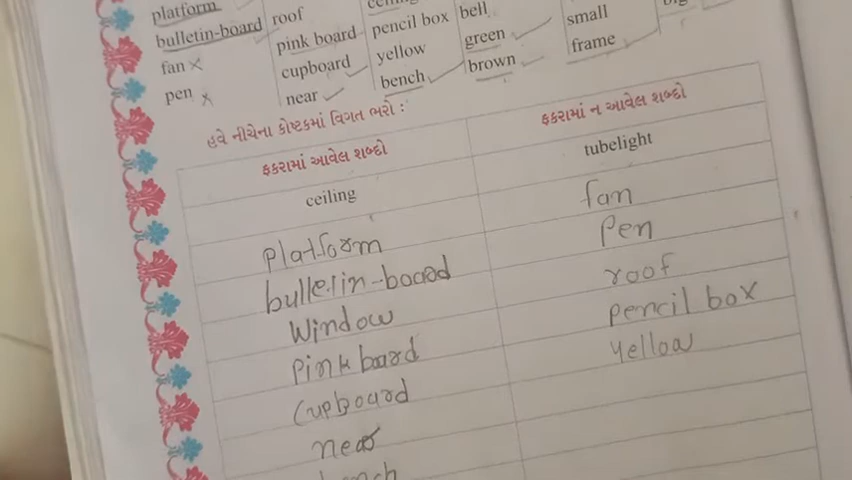 platform roof pencil box bell small
bulletin-board pink board yellow green frame
fan × cupboard bench brown
pen × near
હવે નીચેના કોષ્ટકમાં વિગત ભરો :
ફકરામાં આવેલ શબ્દો ફકરામાં ન આવેલ શબ્દો
ceiling tubelight
platform fan
bulletin-board pen
window roof
Pink board pencil box
Cupboard yellow
near